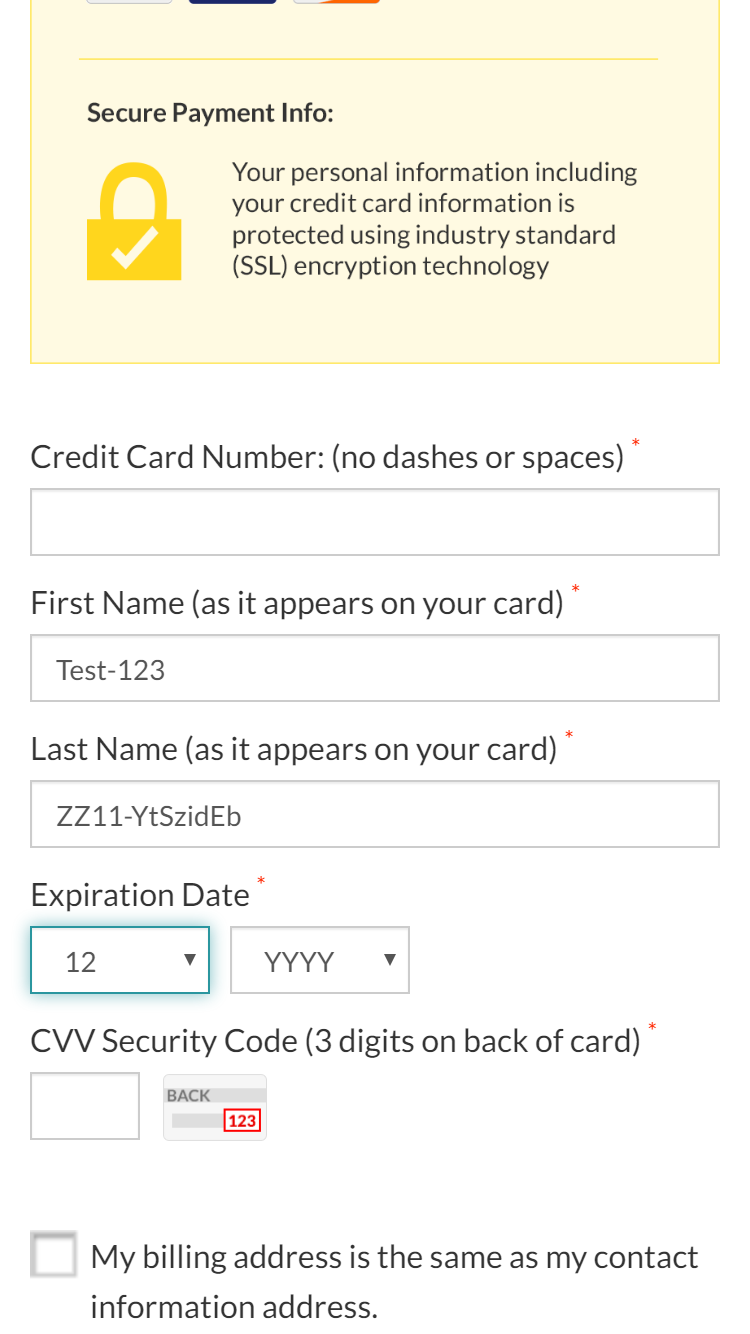 Secure Payment Info:
Your personal information including
your credit card information is
protected using industry standard
(SSL) encryption technology
Credit Card Number: (no dashes or spaces) *
First Name (as it appears on your card) *
Test-123
Last Name (as it appears on your card) *
ZZ11-YtSzidEb
Expiration Date *
12 ▼ YYYY ▼
CVV Security Code (3 digits on back of card) *
BACK
123
My billing address is the same as my contact
information address.